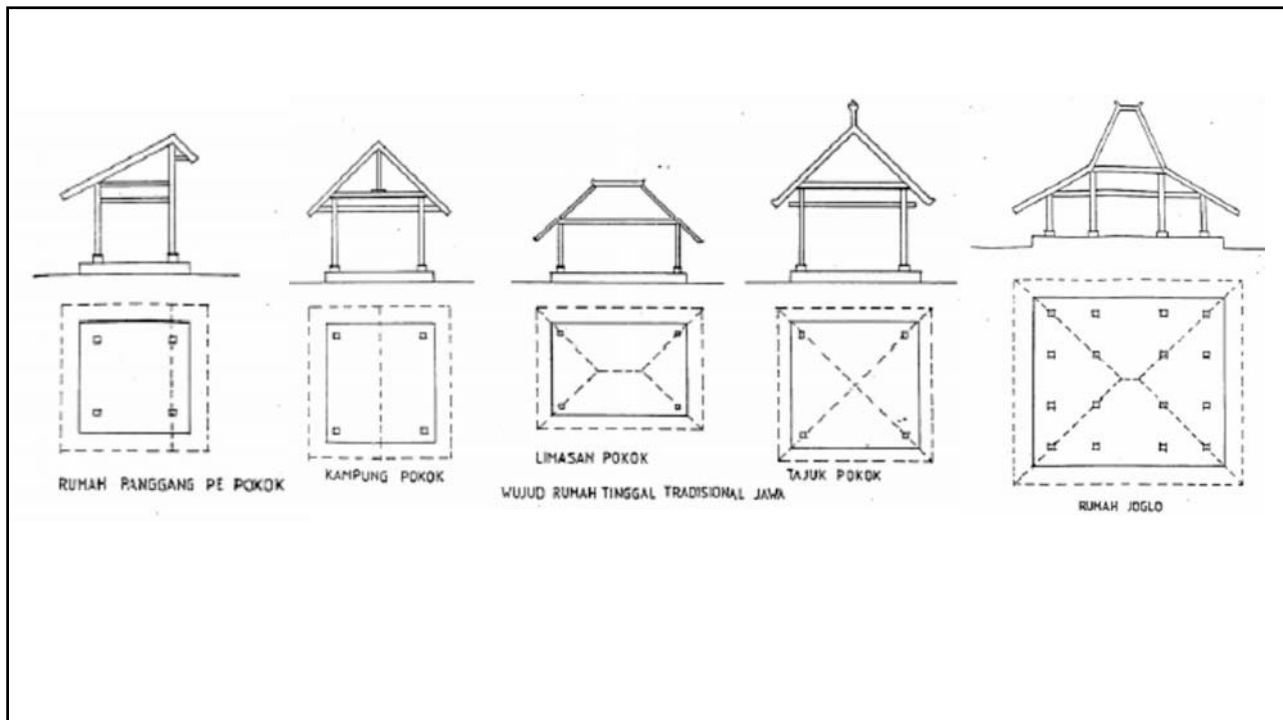 RUMAH PANGGANG PE POKOK
KAMPUNG POKOK
LIMASAN POKOK
TAJUK POKOK
RUMAH JOGLO
WUJUD RUMAH TINGGAL TRADISIONAL JAWA